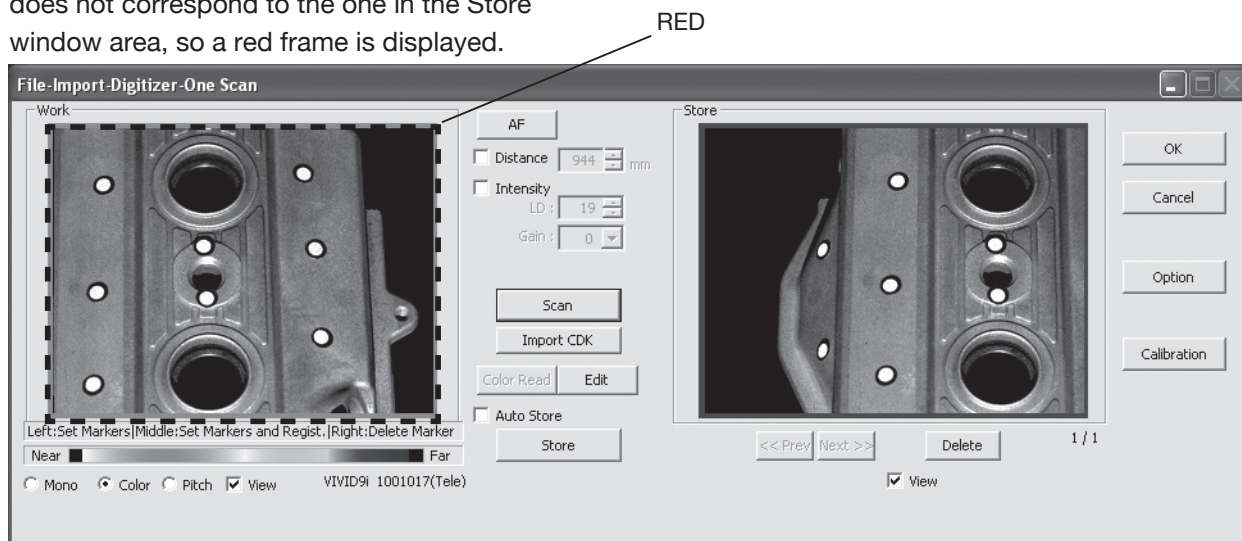 does not correspond to the one in the Store
window area, so a red frame is displayed.
RED
File-Import-Digitizer-One Scan
Work
AF
Distance 944 mm
Intensity
LD : 19
Gain : 0
Scan
Import CDK
Color Read Edit
Auto Store
Store
Left:Set Markers|Middle:Set Markers and Regist.|Right:Delete Marker
Near Far
Mono Color Pitch View VIVID9i 1001017(Tele)
Store
<< Prev Next >> Delete 1 / 1
View
OK
Cancel
Option
Calibration